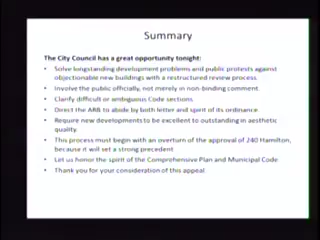 Summary
The City Council has a great opportunity tonight:
• Solve longstanding development problems and public protests against
objectionable new buildings with a restructured review process.
• Involve the public officially, not merely in non-binding comment.
• Clarify difficult or ambiguous Code sections.
• Direct the ARB to abide by both letter and spirit of its ordinance.
• Require new developments to be excellent to outstanding in aesthetic
quality.
• This process must begin with an overturn of the approval of 240 Hamilton,
because it will set a strong precedent
• Let us honor the spirit of the Comprehensive Plan and Municipal Code
• Thank you for your consideration of this appeal.